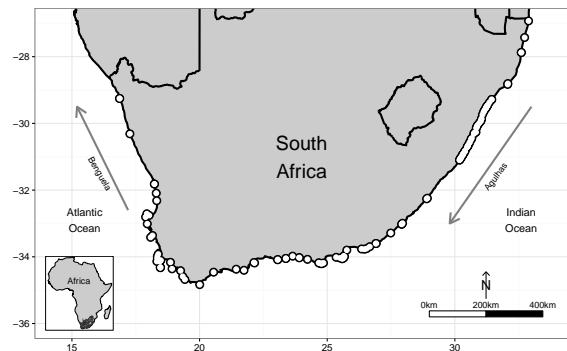 −28
−30
−32
−34
−36
15
20
25
30
South
Africa
Benguela
Agulhas
Atlantic
Ocean
Indian
Ocean
Africa
N
0km
200km
400km